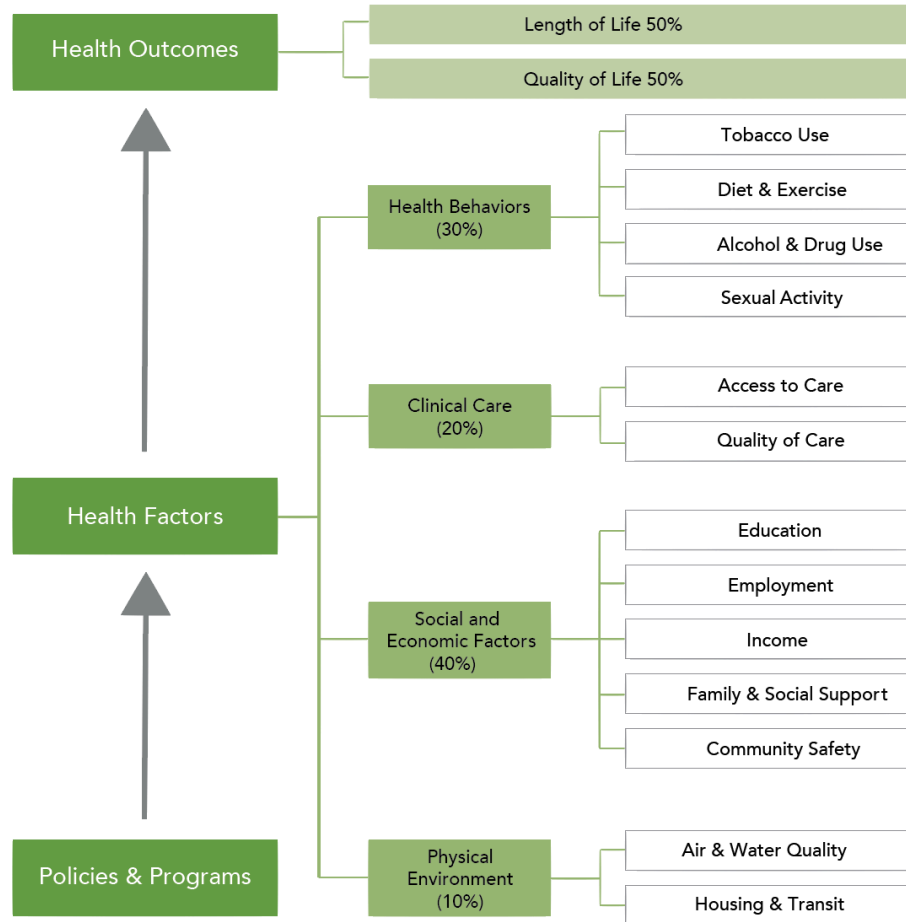 Health Outcomes
Length of Life 50%
Quality of Life 50%
Tobacco Use
Diet & Exercise
Health Behaviors
(30%)
Alcohol & Drug Use
Sexual Activity
Access to Care
Clinical Care
(20%)
Quality of Care
Health Factors
Education
Employment
Social and
Economic Factors
(40%)
Income
Family & Social Support
Community Safety
Policies & Programs
Physical
Environment
(10%)
Air & Water Quality
Housing & Transit